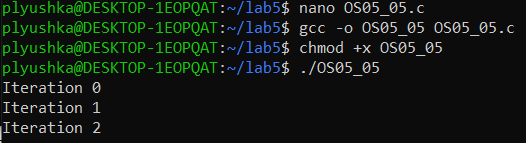 plyushka@DESKTOP-1EOPQAT:~/lab5$ nano OS05_05.c
plyushka@DESKTOP-1EOPQAT:~/lab5$ gcc -o OS05_05 OS05_05.c
plyushka@DESKTOP-1EOPQAT:~/lab5$ chmod +x OS05_05
plyushka@DESKTOP-1EOPQAT:~/lab5$ ./OS05_05
Iteration 0
Iteration 1
Iteration 2